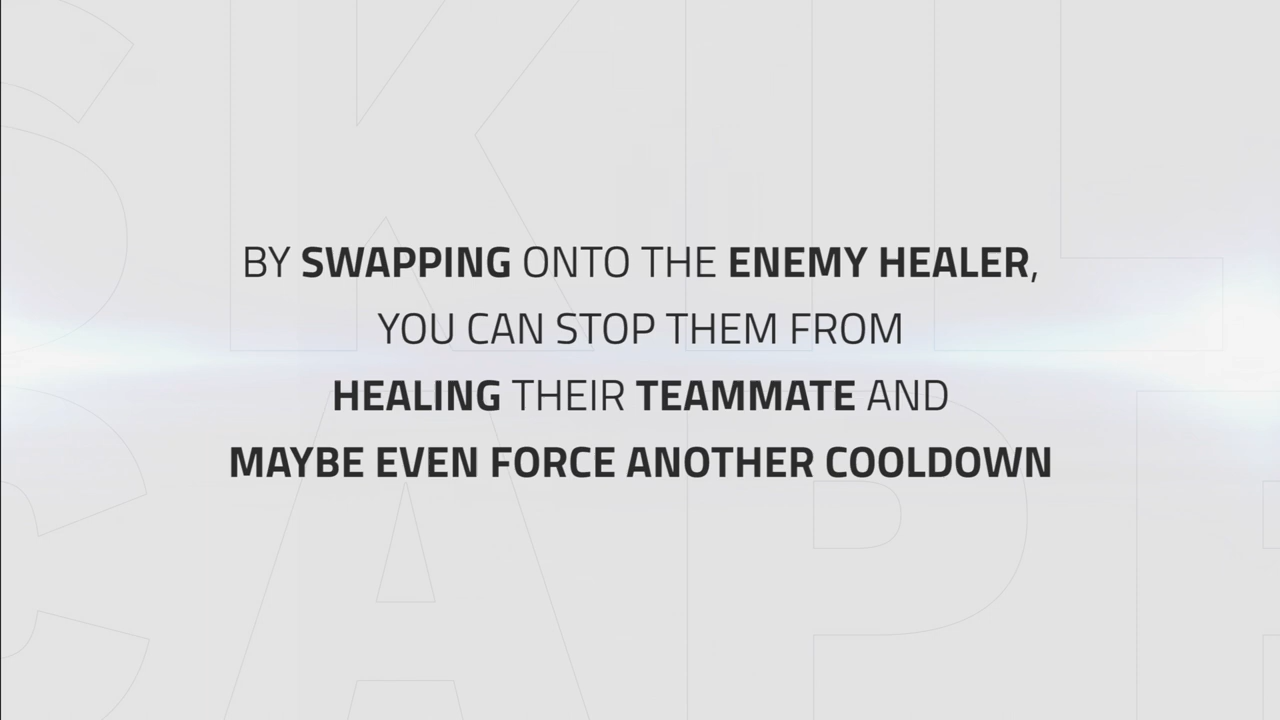 BY SWAPPING ONTO THE ENEMY HEALER,
YOU CAN STOP THEM FROM
HEALING THEIR TEAMMATE AND
MAYBE EVEN FORCE ANOTHER COOLDOWN